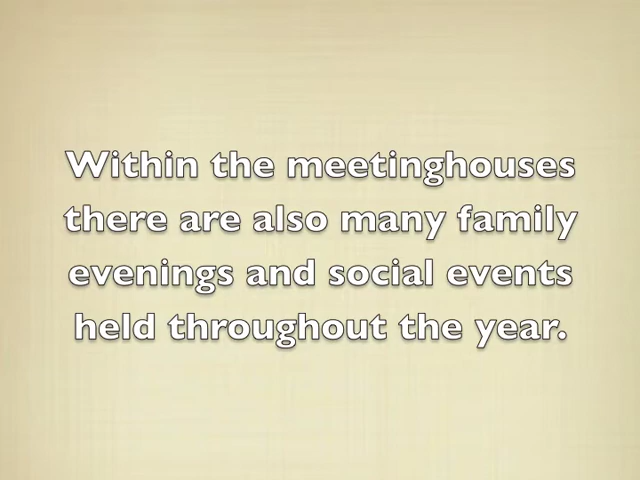 Within the meetinghouses
there are also many family
evenings and social events
held throughout the year.